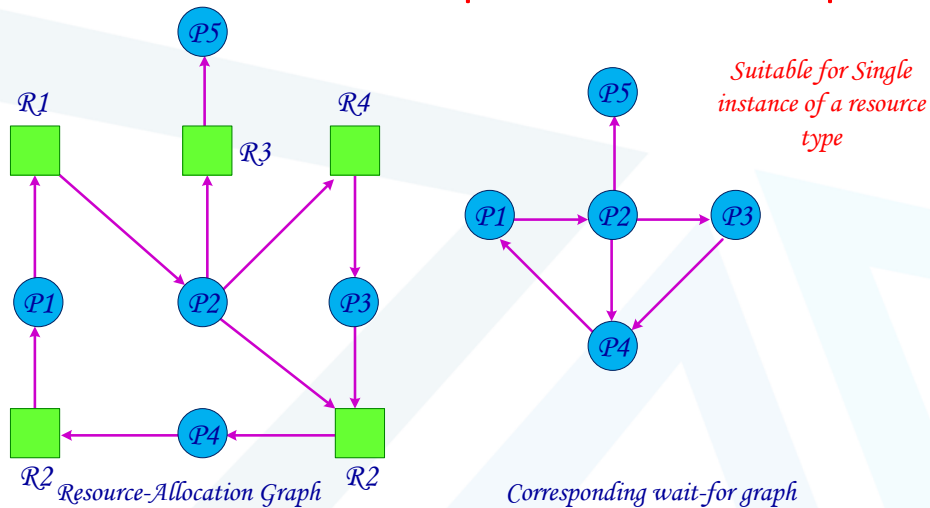 P5
R1
R4
R3
P1
P2
P3
R2
P4
R2
Resource-Allocation Graph
Suitable for Single
instance of a resource
type
P5
P1
P2
P3
P4
Corresponding wait-for graph